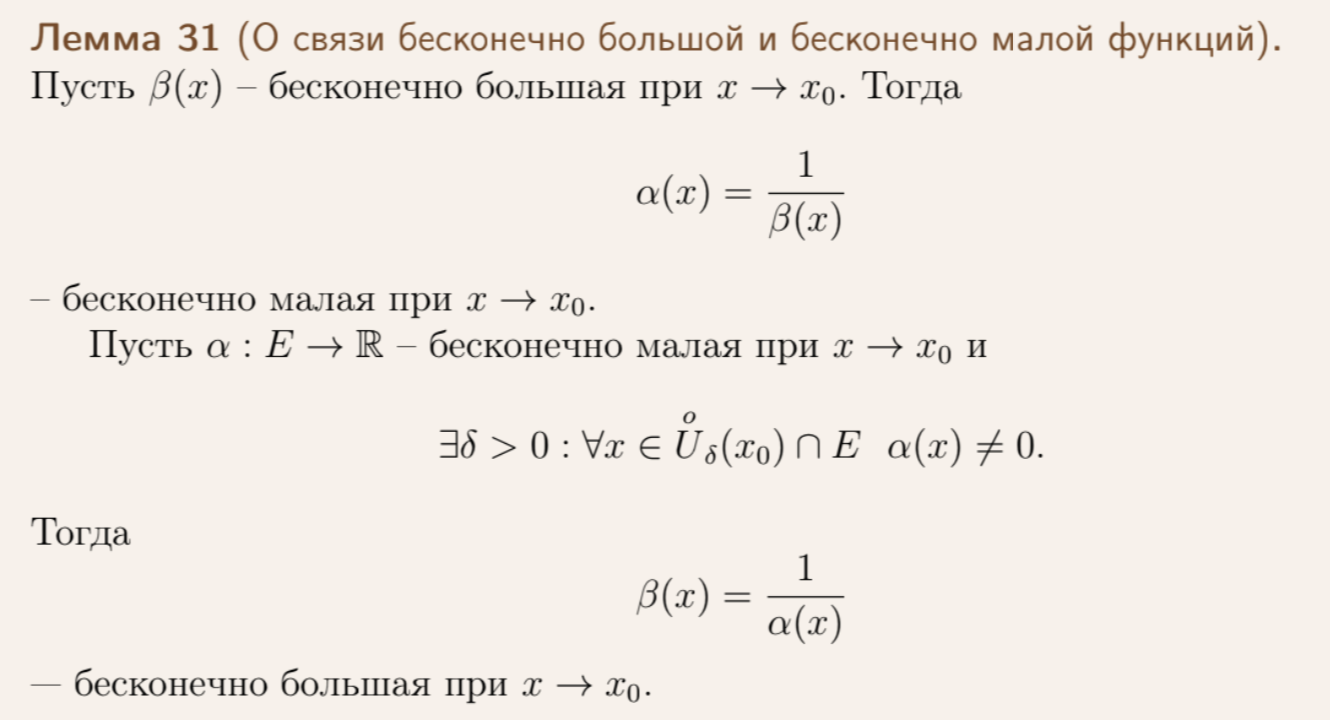 Лемма 31 (О связи бесконечно большой и бесконечно малой функций).
Пусть β(x) – бесконечно большая при x → x₀. Тогда
α(x) = 1/β(x)
– бесконечно малая при x → x₀.
Пусть α : E → ℝ – бесконечно малая при x → x₀ и
∃δ > 0 : ∀x ∈ Ů_δ(x₀) ∩ E α(x) ≠ 0.
Тогда
β(x) = 1/α(x)
— бесконечно большая при x → x₀.